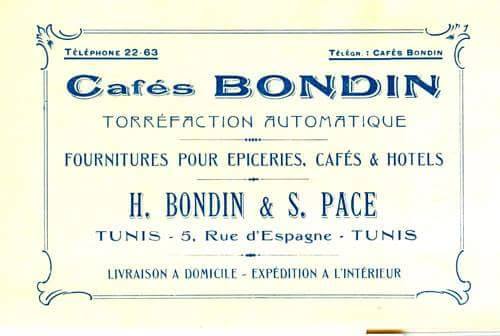 TÉLÉPHONE 22-63
TÉLÉGR. : CAFÉS BONDIN
Cafés BONDIN
TORRÉFACTION AUTOMATIQUE
FOURNITURES POUR EPICERIES, CAFÉS & HOTELS
H. BONDIN & S. PACE
TUNIS - 5, Rue d'Espagne - TUNIS
LIVRAISON A DOMICILE - EXPÉDITION A L'INTÉRIEUR